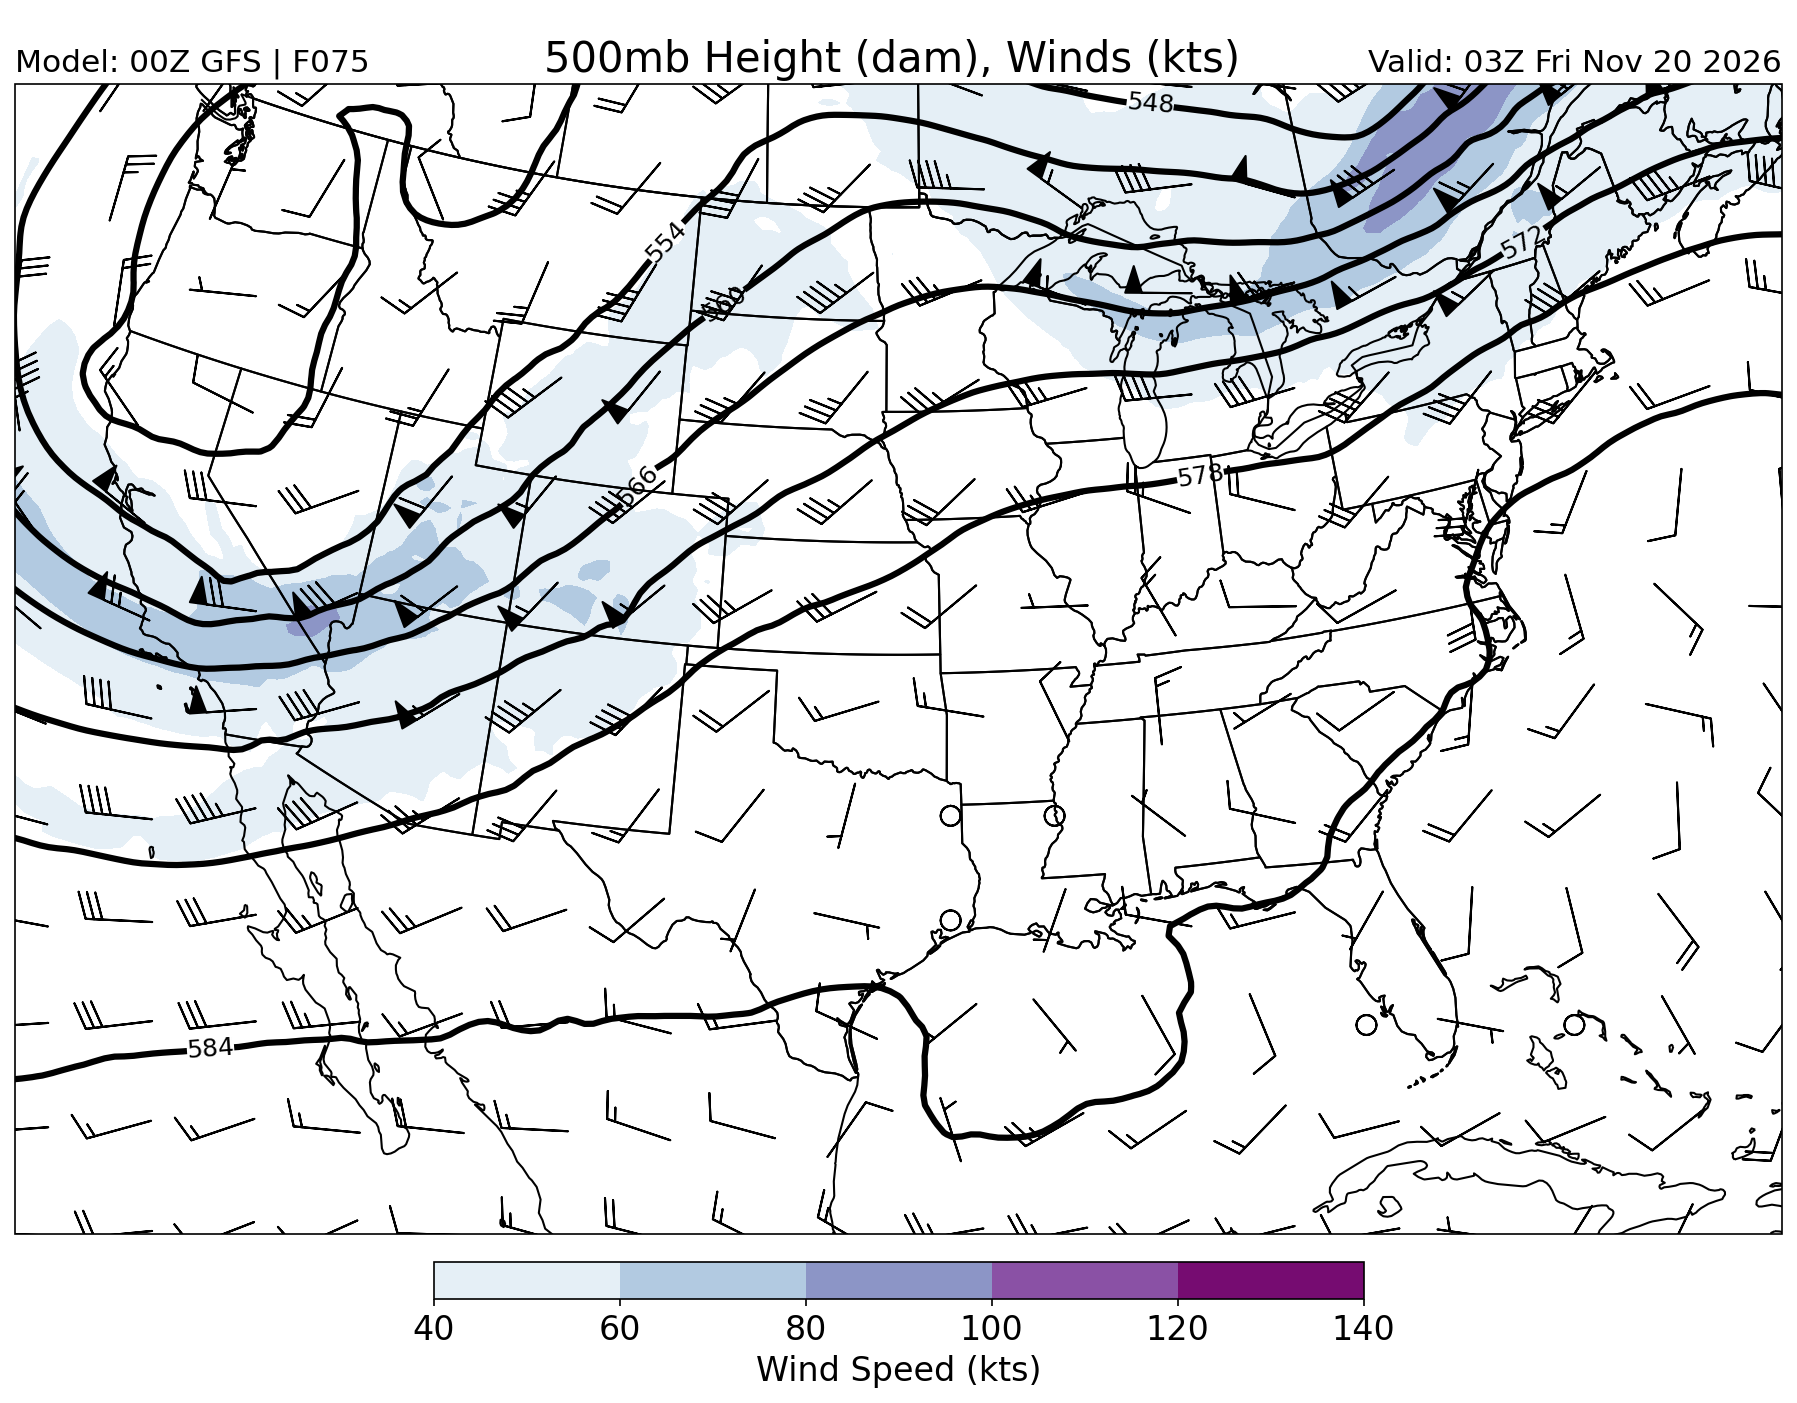 Model: 00Z GFS | F075
500mb Height (dam), Winds (kts)
Valid: 03Z Fri Nov 20 2026
548
554
572
560
566
578
584
40 60 80 100 120 140
Wind Speed (kts)